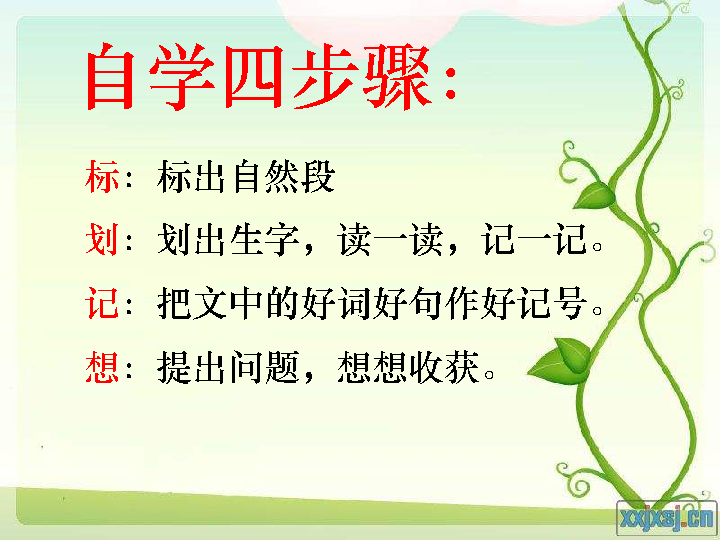 自学四步骤：
标：标出自然段
划：划出生字，读一读，记一记。
记：把文中的好词好句作好记号。
想：提出问题，想想收获。
xxjxsj.cn